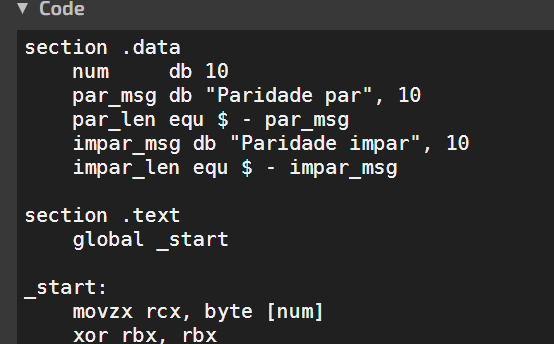 ▼ Code
section .data
    num     db 10
    par_msg db "Paridade par", 10
    par_len equ $ - par_msg
    impar_msg db "Paridade impar", 10
    impar_len equ $ - impar_msg

section .text
    global _start

_start:
    movzx rcx, byte [num]
    xor rbx, rbx